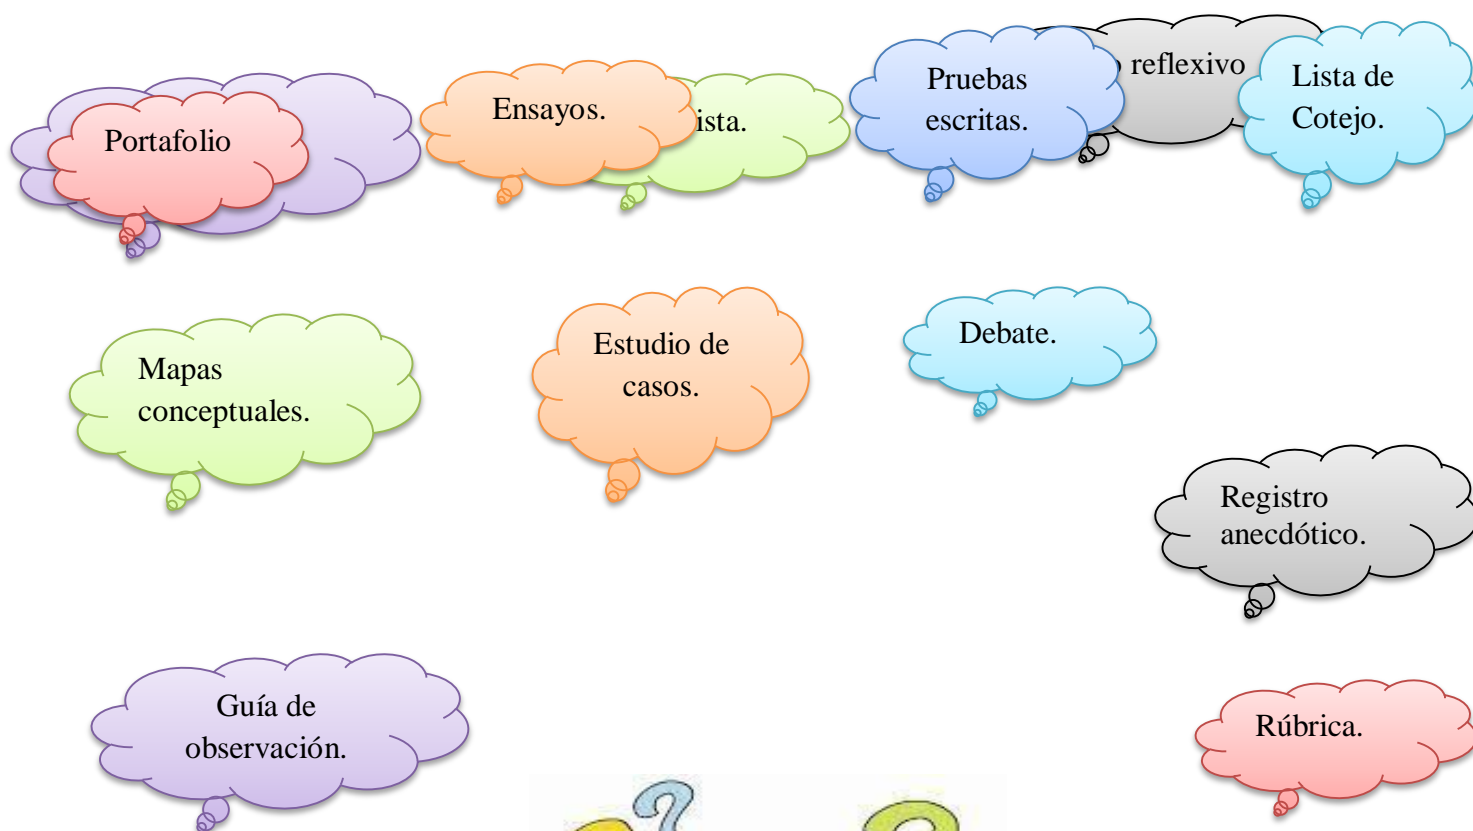 Portafolio
Ensayos.
ista.
Pruebas
escritas.
reflexivo
Lista de
Cotejo.
Mapas
conceptuales.
Estudio de
casos.
Debate.
Registro
anecdótico.
Guía de
observación.
Rúbrica.